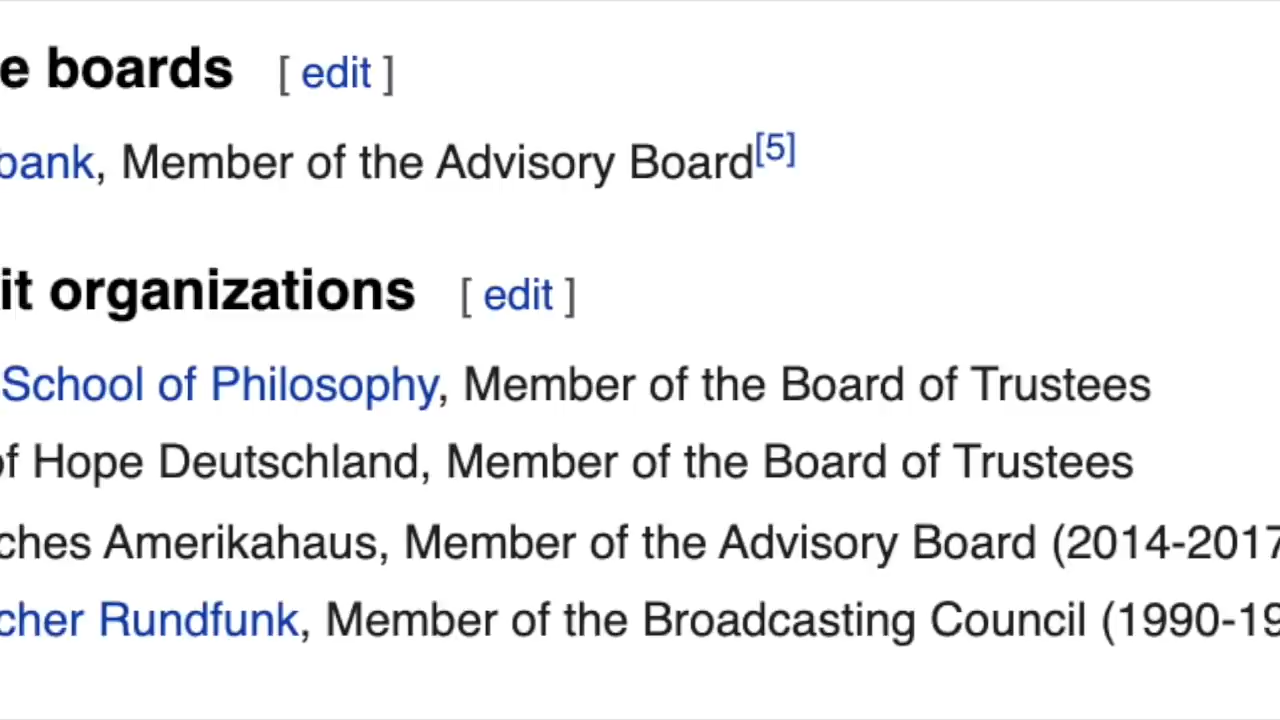 e boards [ edit ]
bank, Member of the Advisory Board[5]
it organizations [ edit ]
School of Philosophy, Member of the Board of Trustees
of Hope Deutschland, Member of the Board of Trustees
ches Amerikahaus, Member of the Advisory Board (2014-2017
cher Rundfunk, Member of the Broadcasting Council (1990-19